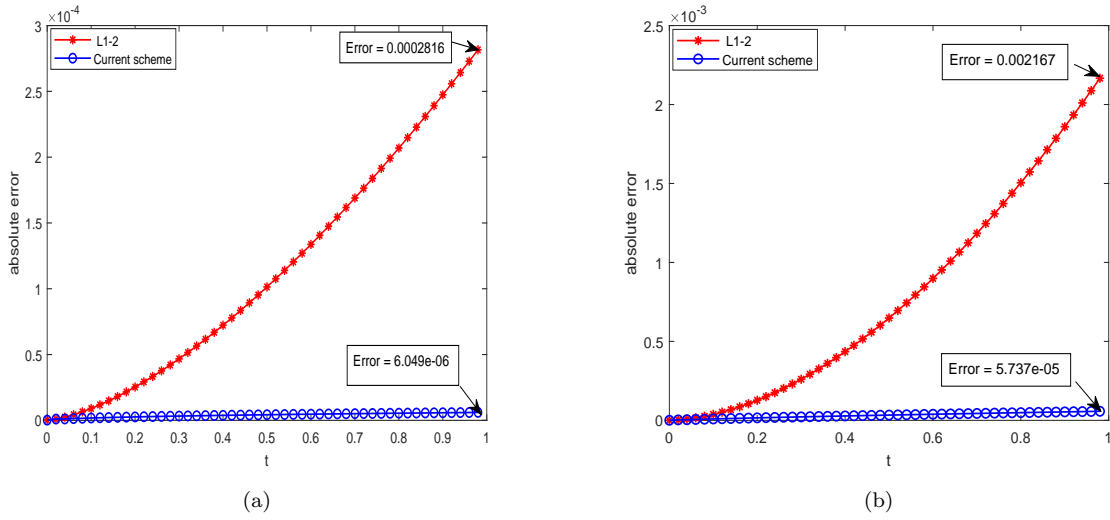 ×10⁻⁴
3
2.5
2
1.5
1
0.5
0
absolute error
L1-2
Current scheme
Error = 0.0002816
Error = 6.049e-06
0 0.1 0.2 0.3 0.4 0.5 0.6 0.7 0.8 0.9 1
t
(a)
×10⁻³
2.5
2
1.5
1
0.5
0
absolute error
L1-2
Current scheme
Error = 0.002167
Error = 5.737e-05
0 0.2 0.4 0.6 0.8 1
t
(b)